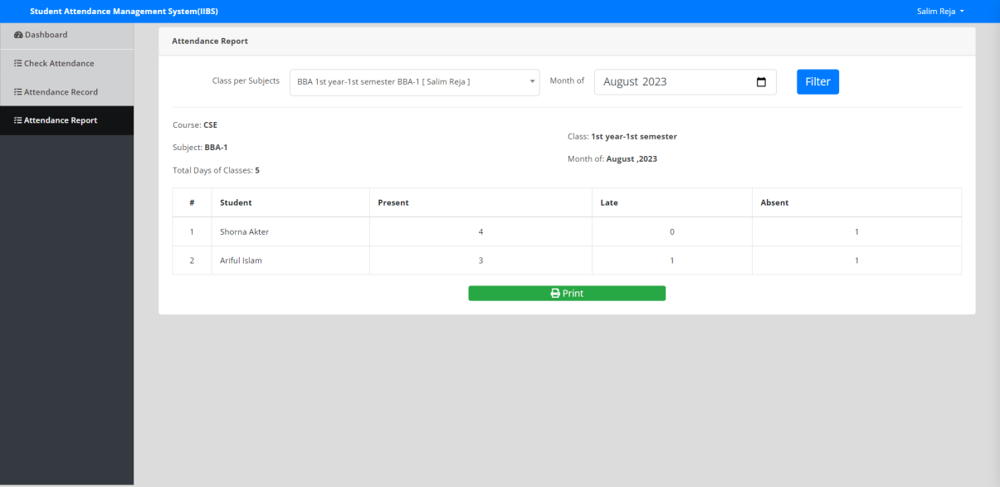 Student Attendance Management System(IIBS)
Salim Reja
Dashboard
Check Attendance
Attendance Record
Attendance Report
Attendance Report
Class per Subjects
BBA 1st year-1st semester BBA-1 [ Salim Reja ]
Month of
August 2023
Filter
Course: CSE
Subject: BBA-1
Total Days of Classes: 5
Class: 1st year-1st semester
Month of: August ,2023
# Student Present Late Absent
1 Shorna Akter 4 0 1
2 Ariful Islam 3 1 1
Print